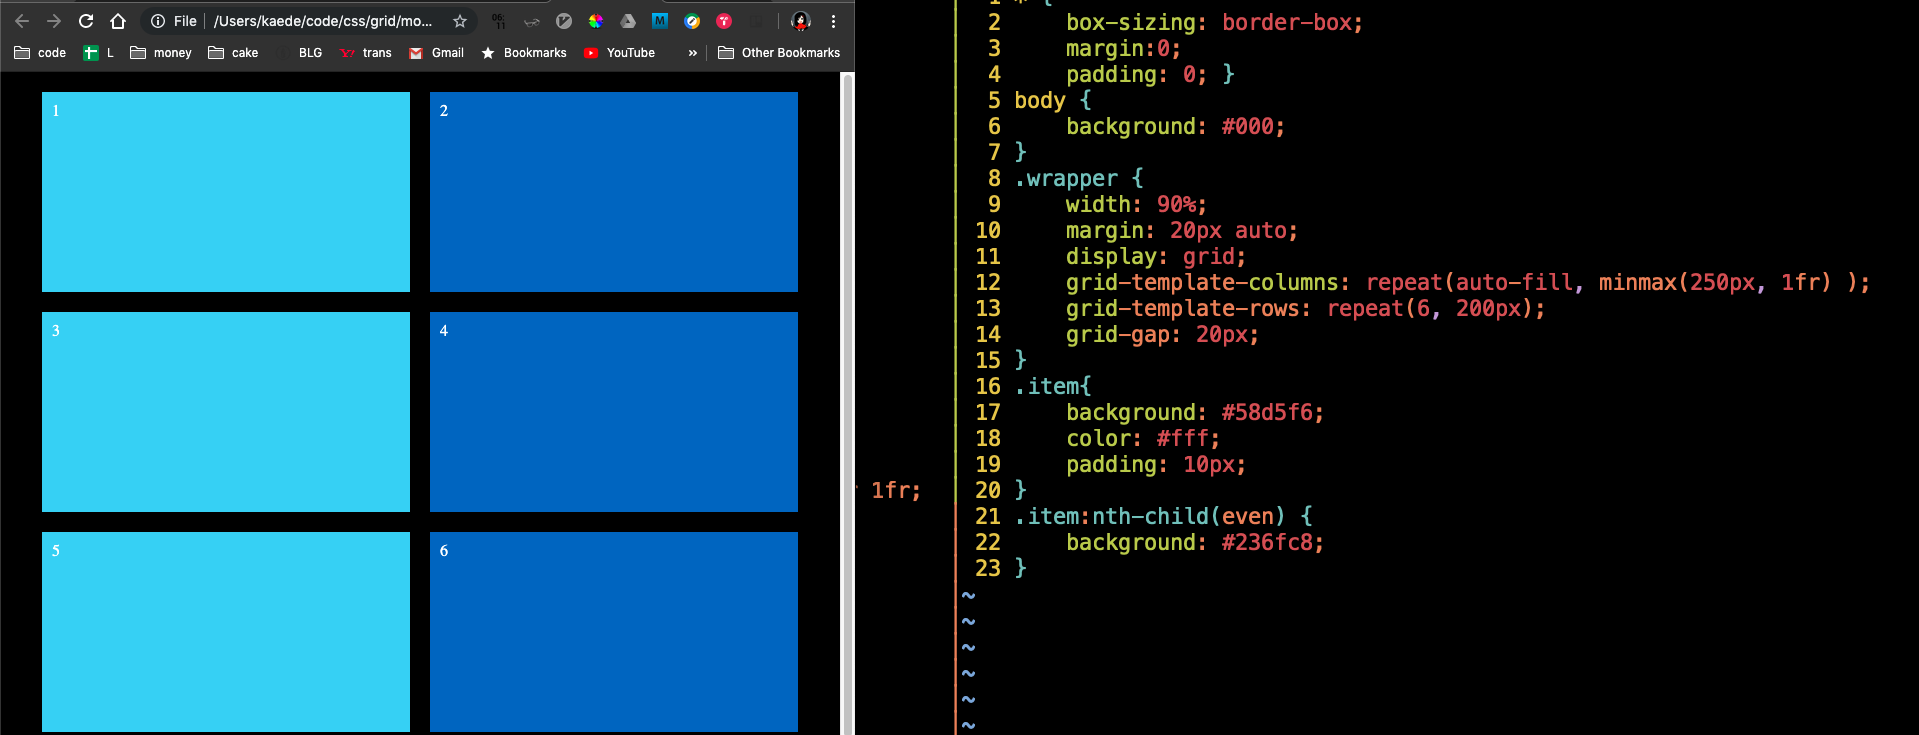 File
/Users/kaede/code/css/grid/mo...
06:
11
code
L
money
cake
BLG
trans
Gmail
Bookmarks
YouTube
»
Other Bookmarks
1
2
3
4
5
6
1fr;
1 * {
2 box-sizing: border-box;
3 margin:0;
4 padding: 0; }
5 body {
6 background: #000;
7 }
8 .wrapper {
9 width: 90%;
10 margin: 20px auto;
11 display: grid;
12 grid-template-columns: repeat(auto-fill, minmax(250px, 1fr) );
13 grid-template-rows: repeat(6, 200px);
14 grid-gap: 20px;
15 }
16 .item{
17 background: #58d5f6;
18 color: #fff;
19 padding: 10px;
20 }
21 .item:nth-child(even) {
22 background: #236fc8;
23 }
~
~
~
~
~
~